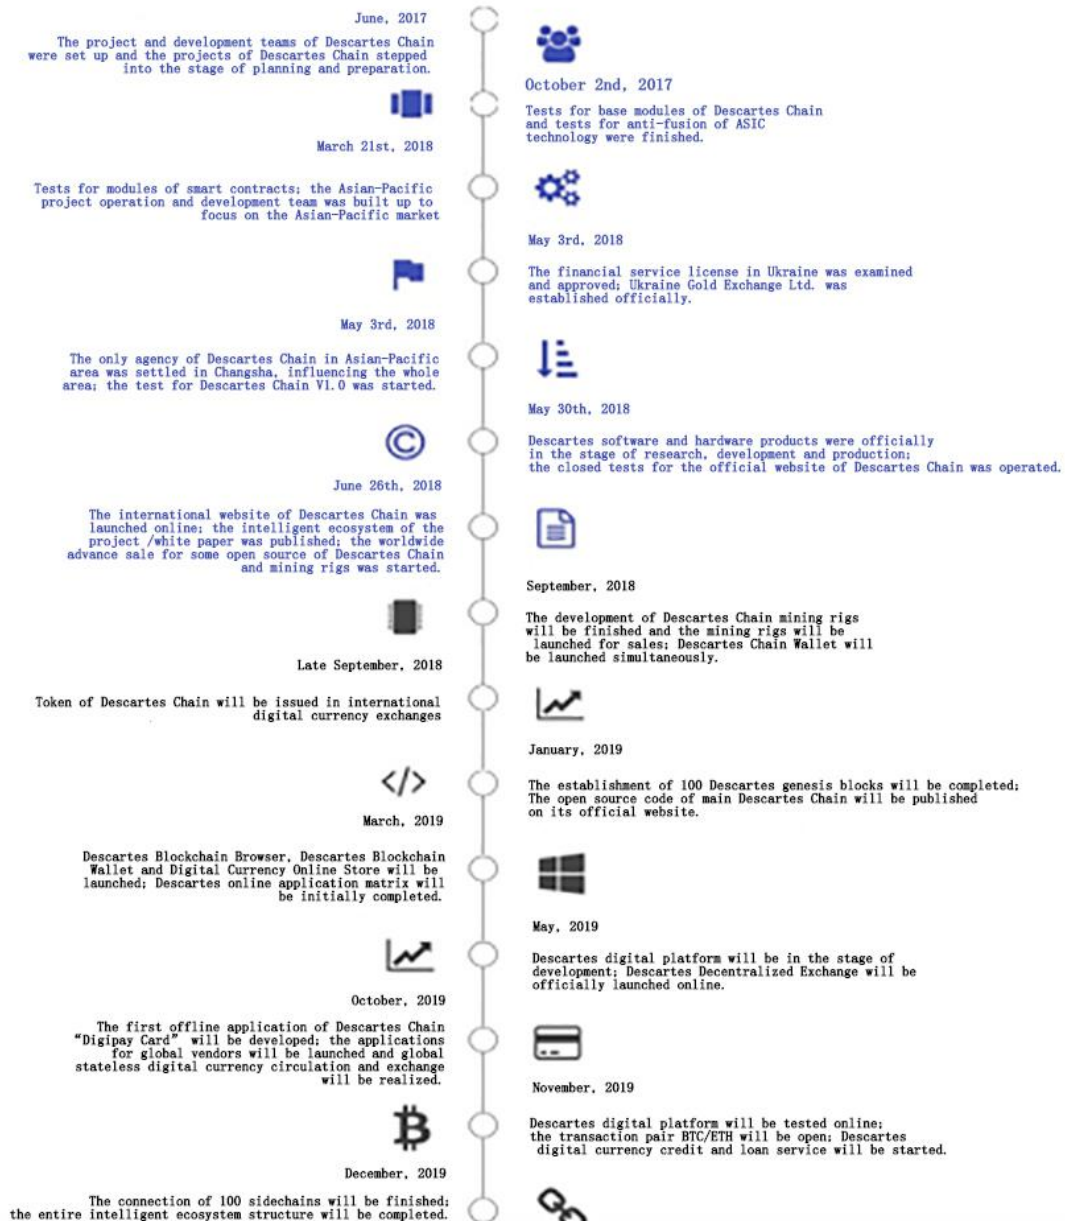 June, 2017
The project and development teams of Descartes Chain
were set up and the projects of Descartes Chain stepped
into the stage of planning and preparation.
October 2nd, 2017
Tests for base modules of Descartes Chain
and tests for anti-fusion of ASIC
technology were finished.
March 21st, 2018
Tests for modules of smart contracts; the Asian-Pacific
project operation and development team was built up to
focus on the Asian-Pacific market
May 3rd, 2018
The financial service license in Ukraine was examined
and approved; Ukraine Gold Exchange Ltd. was
established officially.
May 3rd, 2018
The only agency of Descartes Chain in Asian-Pacific
area was settled in Changsha, influencing the whole
area; the test for Descartes Chain V1.0 was started.
May 30th, 2018
Descartes software and hardware products were officially
in the stage of research, development and production;
the closed tests for the official website of Descartes Chain was operated.
June 26th, 2018
The international website of Descartes Chain was
launched online; the intelligent ecosystem of the
project /white paper was published; the worldwide
advance sale for some open source of Descartes Chain
and mining rigs was started.
September, 2018
The development of Descartes Chain mining rigs
will be finished and the mining rigs will be
launched for sales; Descartes Chain Wallet will
be launched simultaneously.
Late September, 2018
Token of Descartes Chain will be issued in international
digital currency exchanges
January, 2019
The establishment of 100 Descartes genesis blocks will be completed;
The open source code of main Descartes Chain will be published
on its official website.
March, 2019
Descartes Blockchain Browser, Descartes Blockchain
Wallet and Digital Currency Online Store will be
launched; Descartes online application matrix will
be initially completed.
May, 2019
Descartes digital platform will be in the stage of
development; Descartes Decentralized Exchange will be
officially launched online.
October, 2019
The first offline application of Descartes Chain
“Digipay Card” will be developed; the applications
for global vendors will be launched and global
stateless digital currency circulation and exchange
will be realized.
November, 2019
Descartes digital platform will be tested online;
the transaction pair BTC/ETH will be open; Descartes
digital currency credit and loan service will be started.
December, 2019
The connection of 100 sidechains will be finished;
the entire intelligent ecosystem structure will be completed.